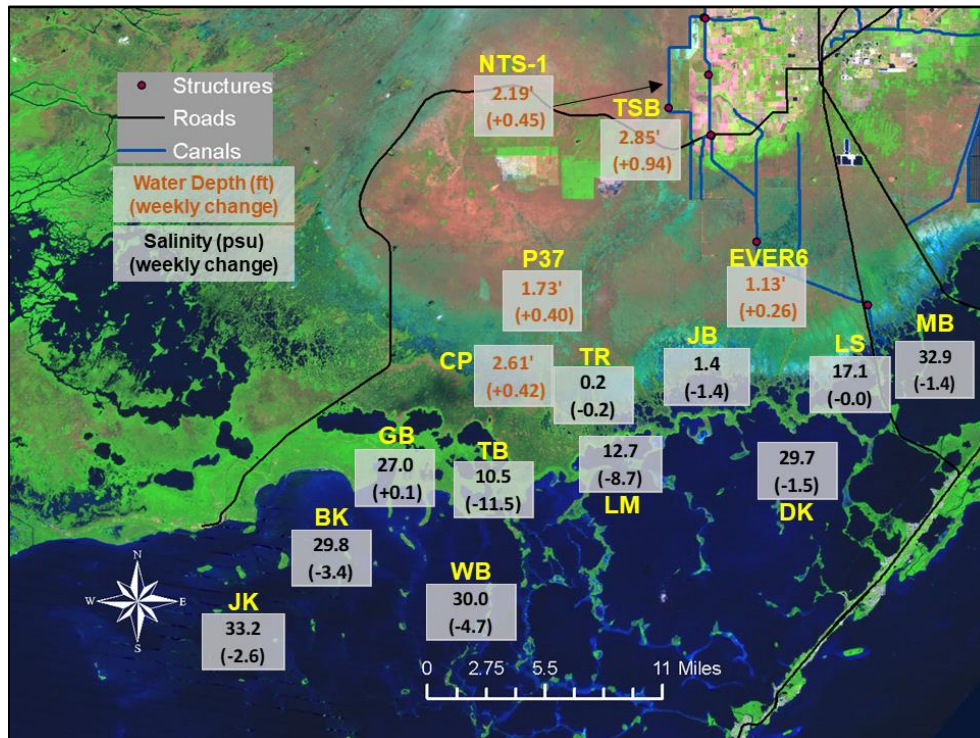 NTS-1
2.19'
(+0.45)
TSB
2.85'
(+0.94)
Structures
Roads
Canals
Water Depth (ft)
(weekly change)
Salinity (psu)
(weekly change)
P37
1.73'
(+0.40)
EVER6
1.13'
(+0.26)
CP
2.61'
(+0.42)
TR
0.2
(-0.2)
JB
1.4
(-1.4)
LS
17.1
(-0.0)
MB
32.9
(-1.4)
GB
27.0
(+0.1)
TB
10.5
(-11.5)
12.7
(-8.7)
LM
29.7
(-1.5)
DK
BK
29.8
(-3.4)
WB
30.0
(-4.7)
JK
33.2
(-2.6)
N
W E
S
0 2.75 5.5 11 Miles